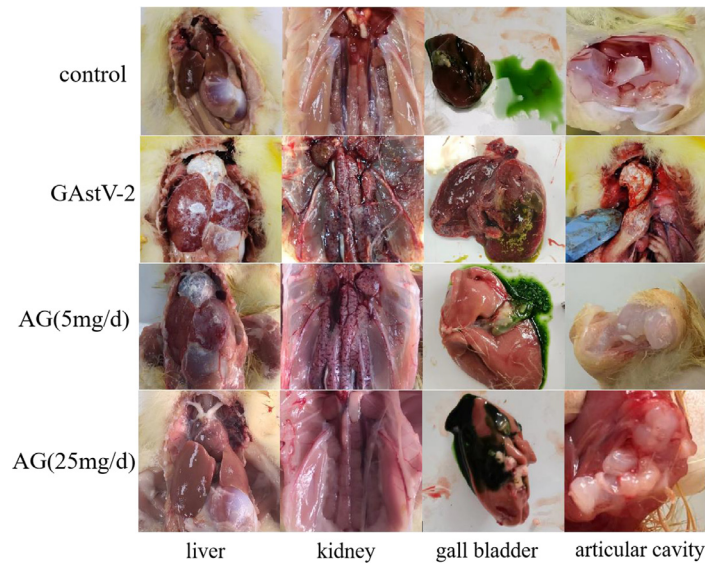 control
GAstV-2
AG(5mg/d)
AG(25mg/d)
liver kidney gall bladder articular cavity